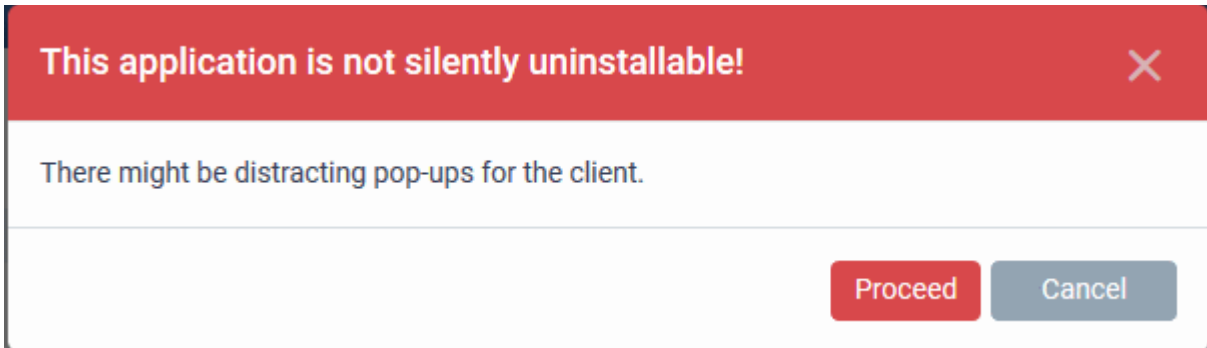 This application is not silently uninstallable!
There might be distracting pop-ups for the client.
Proceed Cancel